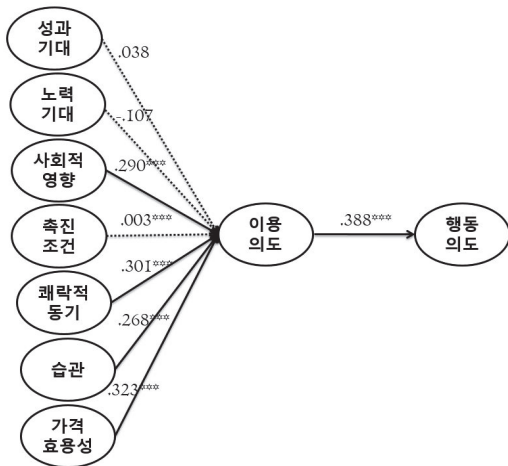 성과
기대
.038
노력
기대
-.107
사회적
영향
.290***
촉진
조건
.003***
이용
의도
.388***
행동
의도
쾌락적
동기
.301***
습관
.268***
가격
효용성
.323***